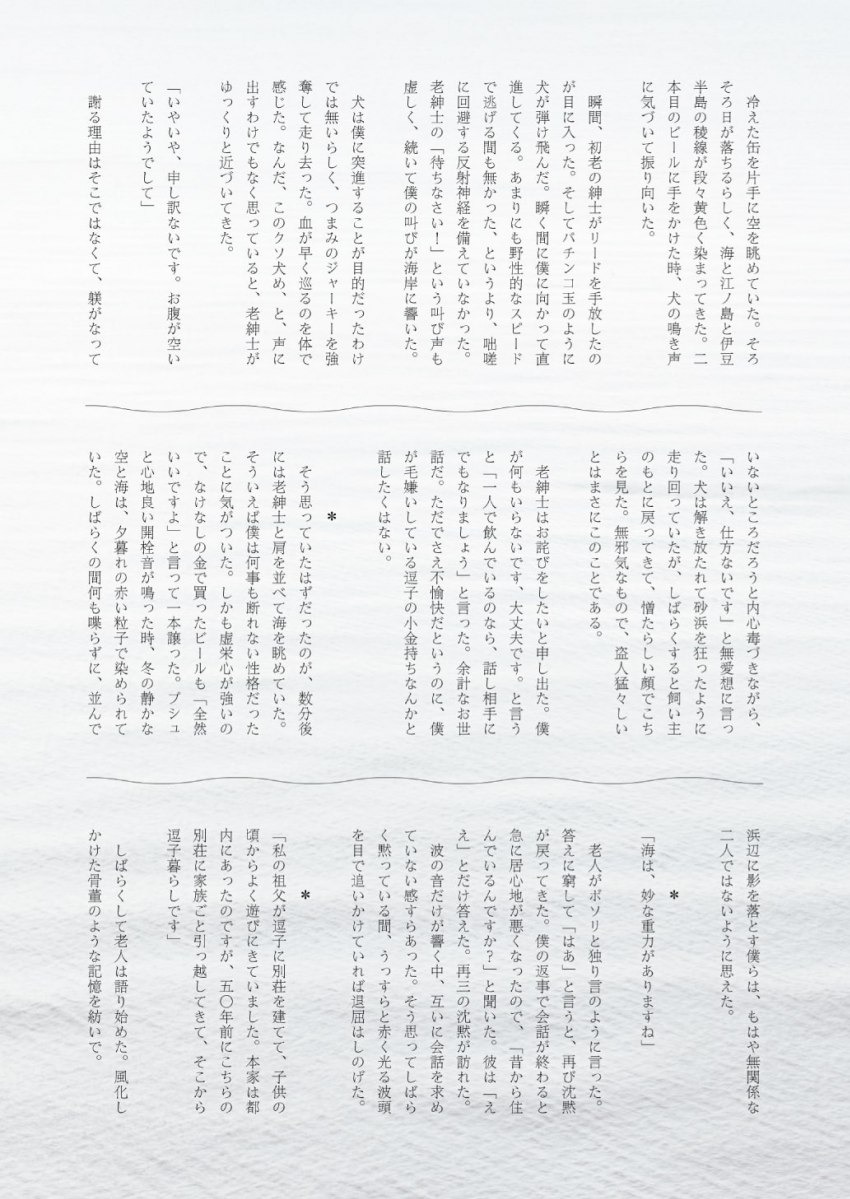 冷えた缶を片手に空を眺めていた。そろ
そろ日が落ちるらしく、海と江ノ島と伊豆
半島の稜線が段々黄色く染まってきた。二
本目のビールに手をかけた時、犬の鳴き声
に気づいて振り向いた。
　瞬間、初老の紳士がリードを手放したの
が目に入った。そしてパチンコ玉のように
犬が弾け飛んだ。瞬く間に僕に向かって直
進してくる。あまりにも野性的なスピード
で逃げる間も無かった、というより、咄嗟
に回避する反射神経を備えていなかった。
老紳士の「待ちなさい！」という叫び声も
虚しく、続いて僕の叫びが海岸に響いた。
　犬は僕に突進することが目的だったわけ
では無いらしく、つまみのジャーキーを強
奪して走り去った。血が早く巡るのを体で
感じた。なんだ、このクソ犬め、と、声に
出すわけでもなく思っていると、老紳士が
ゆっくりと近づいてきた。
「いやいや、申し訳ないです。お腹が空い
ていたようでして」
　謝る理由はそこではなくて、躾がなって
いないところだろうと内心毒づきながら、
「いいえ、仕方ないです」と無愛想に言っ
た。犬は解き放たれて砂浜を狂ったように
走り回っていたが、しばらくすると飼い主
のもとに戻ってきて、憎たらしい顔でこち
らを見た。無邪気なもので、盗人猛々しい
とはまさにこのことである。
　老紳士はお詫びをしたいと申し出た。僕
が何もいらないです、大丈夫です。と言う
と「一人で飲んでいるのなら、話し相手に
でもなりましょう」と言った。余計なお世
話だ。ただでさえ不愉快だというのに、僕
が毛嫌いしている逗子の小金持ちなんかと
話したくはない。
＊
　そう思っていたはずだったのが、数分後
には老紳士と肩を並べて海を眺めていた。
そういえば僕は何事も断れない性格だった
ことに気がついた。しかも虚栄心が強いの
で、なけなしの金で買ったビールも「全然
いいですよ」と言って一本譲った。プシュ
と心地良い開栓音が鳴った時、冬の静かな
空と海は、夕暮れの赤い粒子で染められて
いた。しばらくの間何も喋らずに、並んで
浜辺に影を落とす僕らは、もはや無関係な
二人ではないように思えた。
＊
「海は、妙な重力がありますね」
　老人がボソリと独り言のように言った。
答えに窮して「はあ」と言うと、再び沈黙
が戻ってきた。僕の返事で会話が終わると
急に居心地が悪くなったので、「昔から住
んでいるんですか？」と聞いた。彼は「え
え」とだけ答えた。再三の沈黙が訪れた。
　波の音だけが響く中、互いに会話を求め
ていない感すらあった。そう思ってしばら
く黙っている間、うっすらと赤く光る波頭
を目で追いかけていれば退屈はしのげた。
＊
「私の祖父が逗子に別荘を建てて、子供の
頃からよく遊びにきていました。本家は都
内にあったのですが、五〇年前にこちらの
別荘に家族ごと引っ越してきて、そこから
逗子暮らしです」
　しばらくして老人は語り始めた。風化し
かけた骨董のような記憶を紡いで。